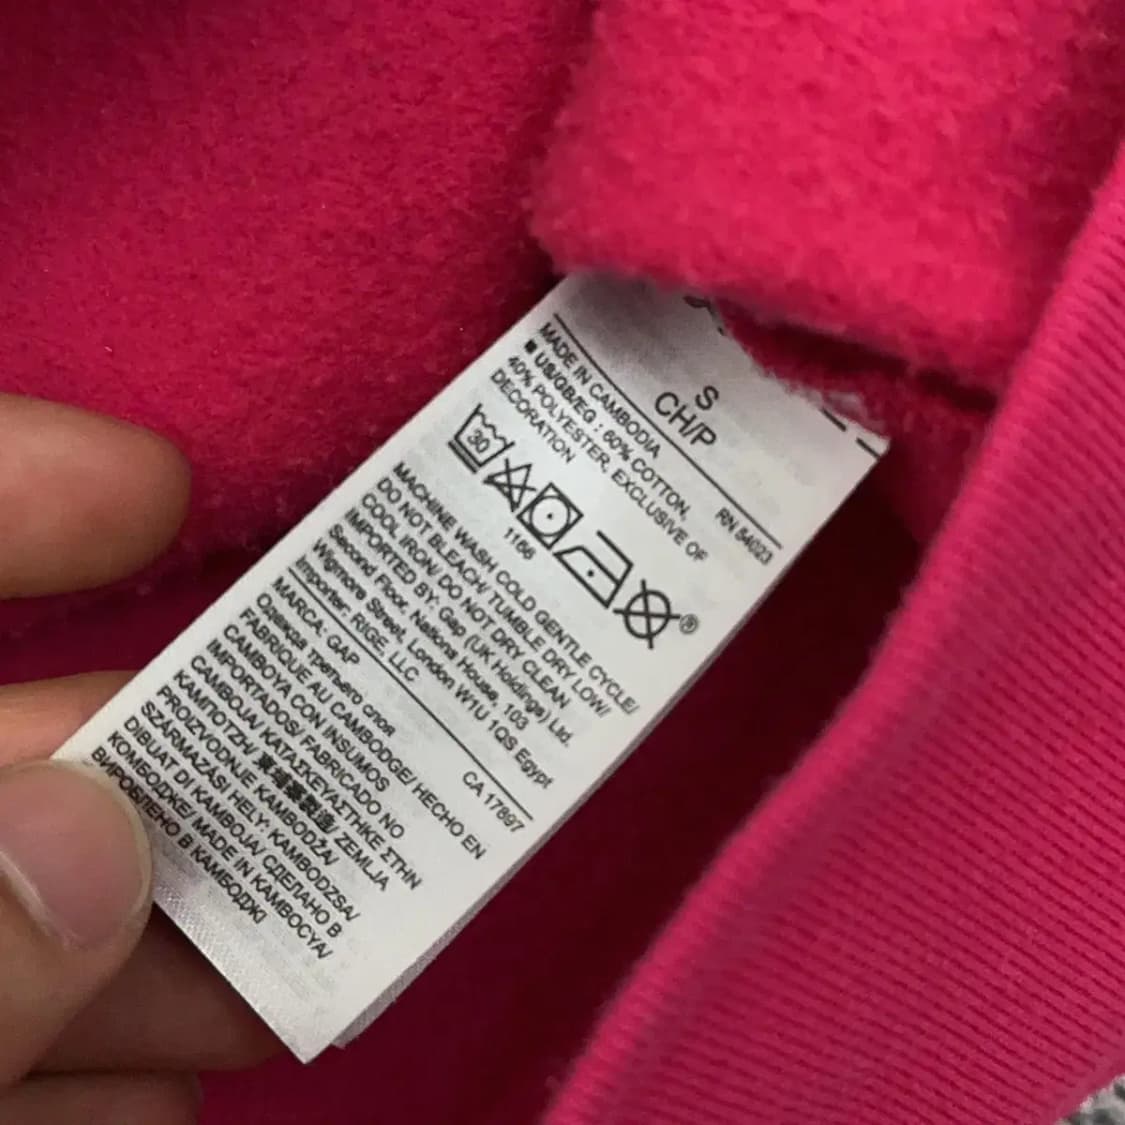 S
CH/P
RN 54023
MADE IN CAMBODIA
■ US/GB/EG : 60% COTTON,
40% POLYESTER, EXCLUSIVE OF
DECORATION
30
1166
®
MACHINE WASH COLD GENTLE CYCLE/
DO NOT BLEACH/ TUMBLE DRY LOW/
COOL IRON/ DO NOT DRY CLEAN
IMPORTED BY: Gap (UK Holdings) Ltd.
Second Floor, Nations House, 103
Wigmore Street, London W1U 1QS Egypt
Importer: RIGE, LLC
CA 17897
MARCA: GAP
Одежда третьего слоя
FABRIQUÉ AU CAMBODGE/ HECHO EN
CAMBOYA CON INSUMOS
IMPORTADOS/ FABRICADO NO
CAMBOJA/ ΚΑΤΑΣΚΕΥΑΣΤΗΚΕ ΣΤΗΝ
ΚΑΜΠΟΤΖΗ/ 柬埔寨製造/ ZEMLJA
PROIZVODNJE: KAMBODŽA/
SZÁRMAZÁSI HELY: KAMBODZSA/
DIBUAT DI KAMBOJA/ СДЕЛАНО В
КОМБОДЖЕ/ MADE IN KAMBOÇYA/
ВИРОБЛЕНО В КАМБОДЖІ